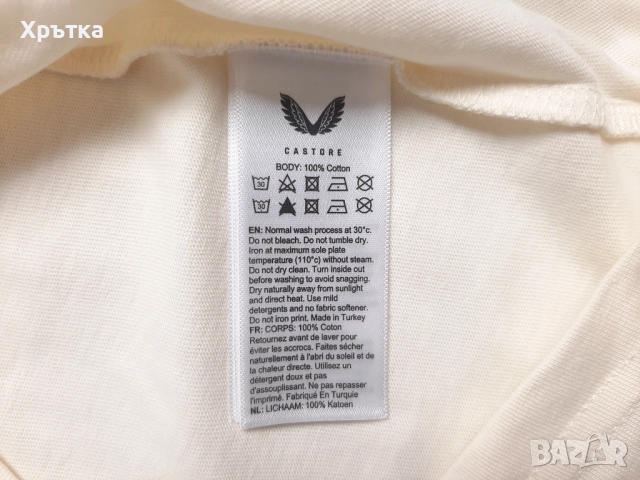 Хрътка
CASTORE
BODY: 100% Cotton
30
30
EN: Normal wash process at 30°c.
Do not bleach. Do not tumble dry.
Iron at maximum sole plate
temperature (110°c) without steam.
Do not dry clean. Turn inside out
before washing to avoid snagging.
Dry naturally away from sunlight
and direct heat. Use mild
detergents and no fabric softener.
Do not iron print. Made in Turkey
FR: CORPS: 100% Coton
Retournez avant de laver pour
éviter les accrocs. Faites sécher
naturellement à l'abri du soleil et de
la chaleur directe. Utilisez un
détergent doux et pas
d'assouplissant. Ne pas repasser
l'imprimé. Fabriqué En Turquie
NL: LICHAAM: 100% Katoen
BAZAR
bg